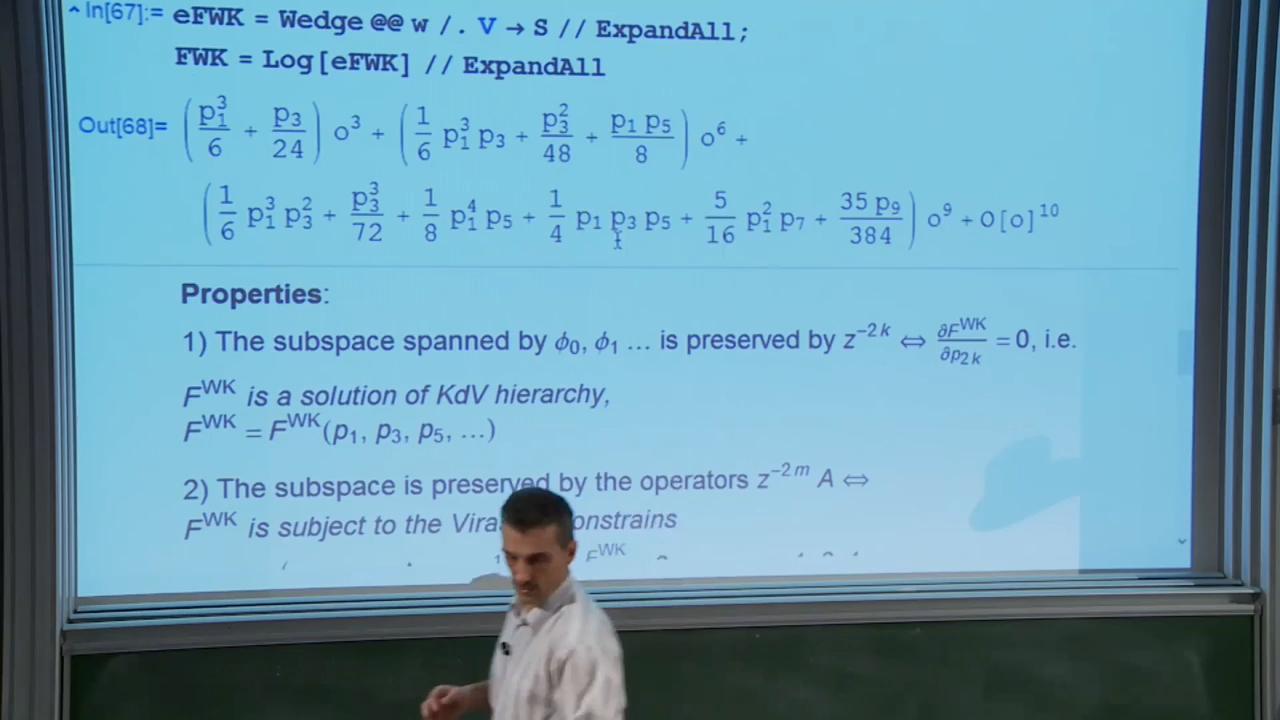 In[67]:= eFWK = Wedge @@ w /. V → S // ExpandAll;
FWK = Log[eFWK] // ExpandAll
Out[68]= (p₁³/6 + p₃/24) o³ + (1/6 p₁³ p₃ + p₃²/48 + p₁ p₅/8) o⁶ +
(1/6 p₁³ p₃² + p₃³/72 + 1/8 p₁⁴ p₅ + 1/4 p₁ p₃ p₅ + 5/16 p₁² p₇ + 35 p₉/384) o⁹ + O[o]¹⁰
Properties:
1) The subspace spanned by ϕ₀, ϕ₁ ... is preserved by z⁻²ᵏ ⇔ ∂F^WK/∂p₂ₖ = 0, i.e.
F^WK is a solution of KdV hierarchy,
F^WK = F^WK(p₁, p₃, p₅, ...)
2) The subspace is preserved by the operators z⁻²ᵐ A ⇔
F^WK is subject to the onstrains
F^WK